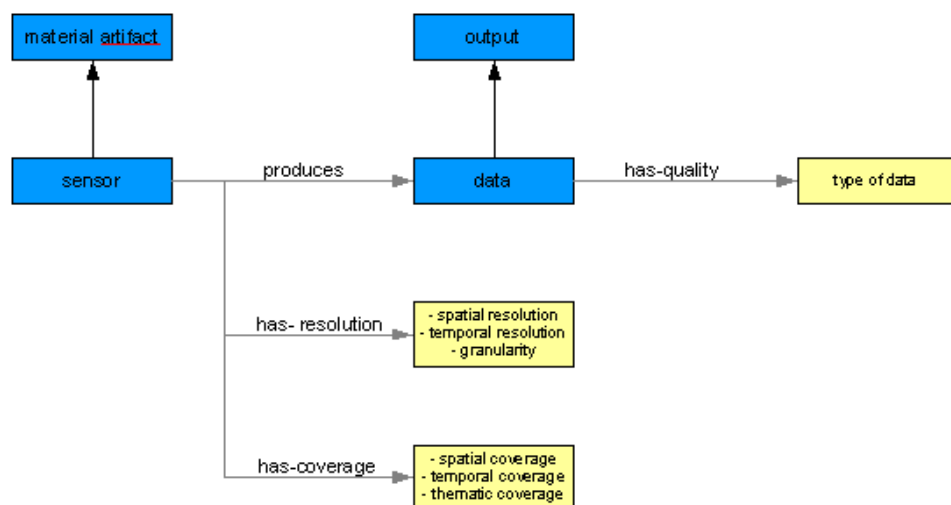 material artifact
output
sensor
produces
data
has-quality
type of data
has- resolution
- spatial resolution
- temporal resolution
- granularity
has-coverage
- spatial coverage
- temporal coverage
- thematic coverage